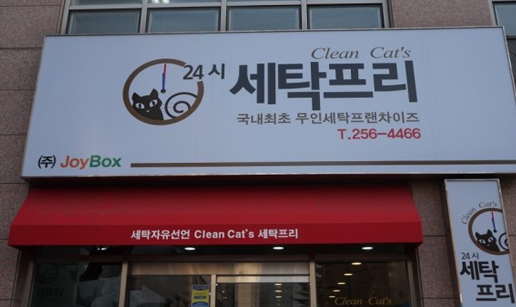 Clean Cat's
24시 세탁프리
국내최초 무인세탁프랜차이즈
T.256-4466
(주) JoyBox
세탁자유선언 Clean Cat's 세탁프리
Clean Cat's
24시
세탁프리
Clean Cat's